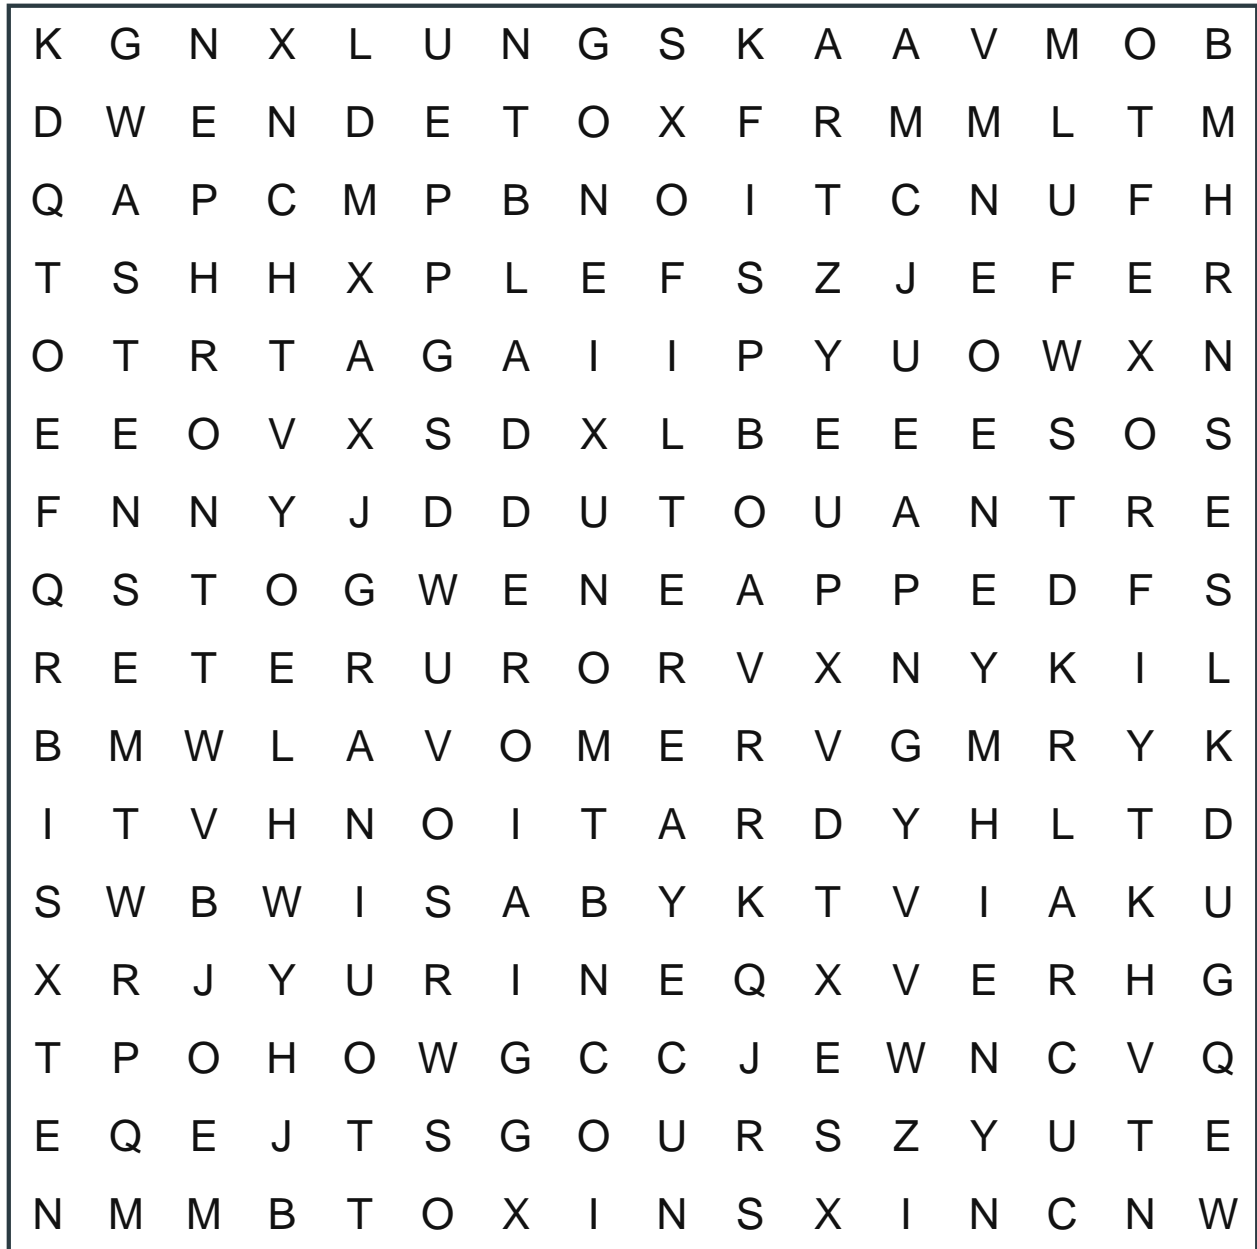 K G N X L U N G S K A A V M O B
D W E N D E T O X F R M M L T M
Q A P C M P B N O I T C N U F H
T S H H X P L E F S Z J E F E R
O T R T A G A I I P Y U O W X N
E E O V X S D X L B E E E S O S
F N N Y J D D U T O U A N T R E
Q S T O G W E N E A P P E D F S
R E T E R U R O R V X N Y K I L
B M W L A V O M E R V G M R Y K
I T V H N O I T A R D Y H L T D
S W B W I S A B Y K T V I A K U
X R J Y U R I N E Q X V E R H G
T P O H O W G C C J E W N C V Q
E Q E J T S G O U R S Z Y U T E
N M M B T O X I N S X I N C N W